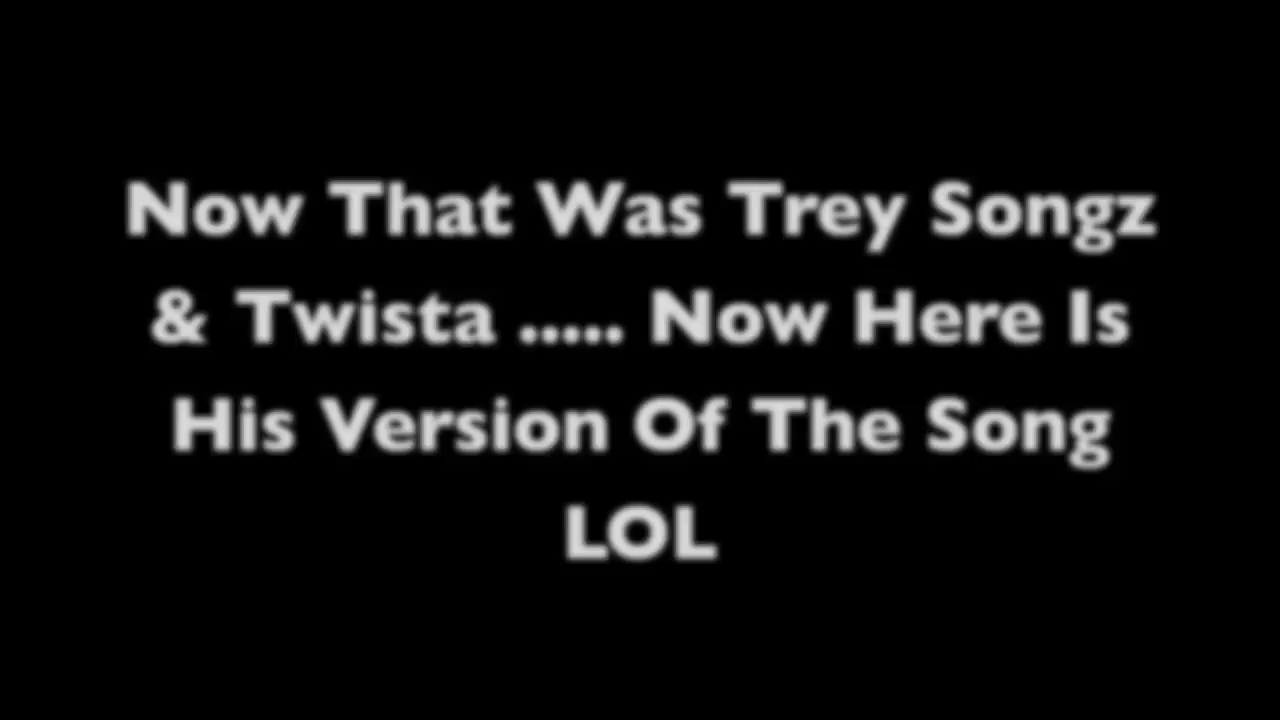 Now That Was Trey Songz
& Twista ..... Now Here Is
His Version Of The Song
LOL